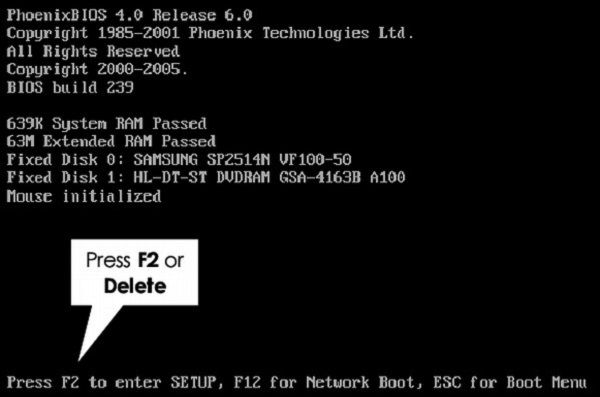 PhoenixBIOS 4.0 Release 6.0
Copyright 1985-2001 Phoenix Technologies Ltd.
All Rights Reserved
Copyright 2000-2005.
BIOS build 239
639K System RAM Passed
63M Extended RAM Passed
Fixed Disk 0: SAMSUNG SP2514N VF100-50
Fixed Disk 1: HL-DT-ST DVDRAM GSA-4163B A100
Mouse initialized
Press F2 or
Delete
Press F2 to enter SETUP, F12 for Network Boot, ESC for Boot Menu